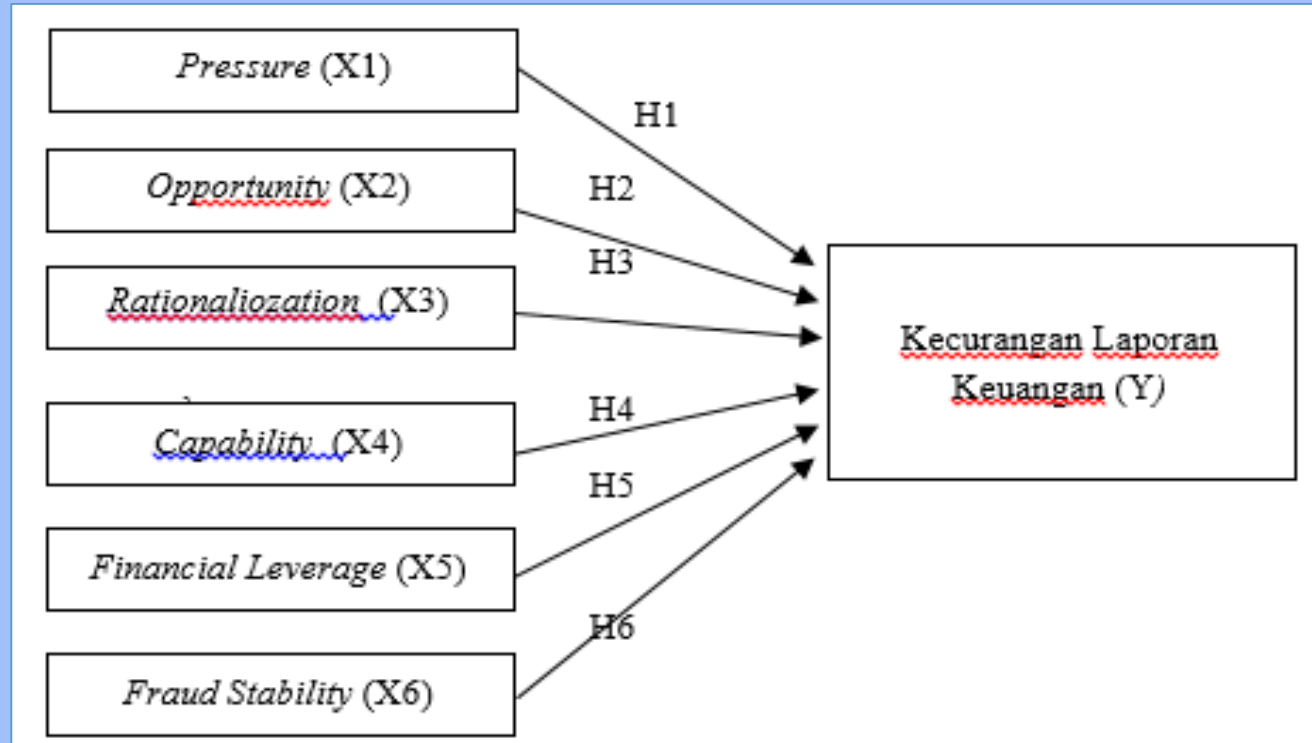 Pressure (X1)
H1
Opportunity (X2)
H2
H3
Rationaliozation (X3)
Kecurangan Laporan
Keuangan (Y)
Capability (X4)
H4
H5
Financial Leverage (X5)
H6
Fraud Stability (X6)